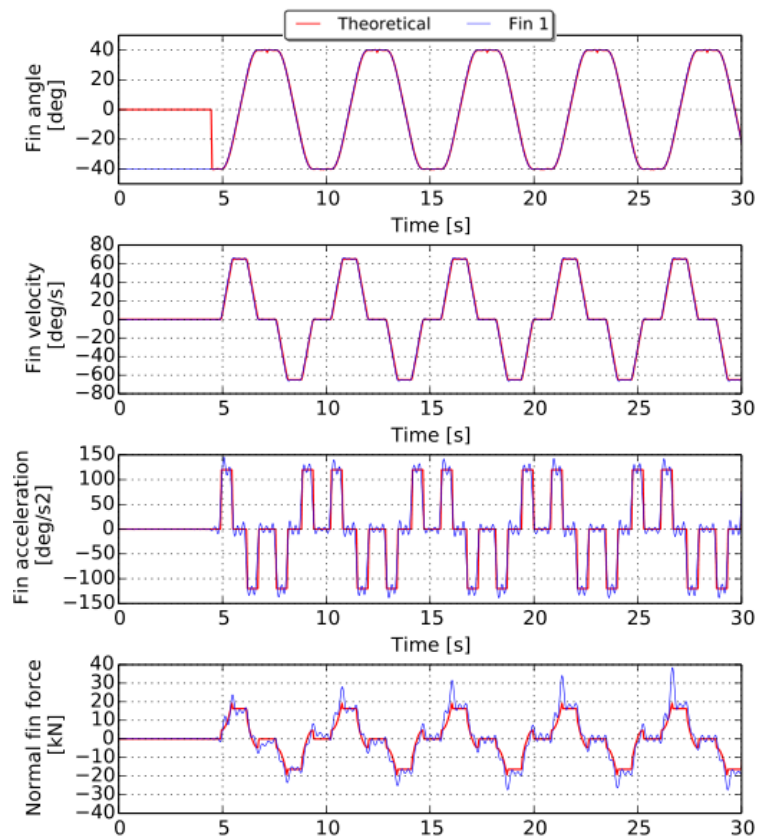 Theoretical Fin 1
Fin angle
[deg]
40
20
0
−20
−40
0 5 10 15 20 25 30
Time [s]
Fin velocity
[deg/s]
80
60
40
20
0
−20
−40
−60
−80
0 5 10 15 20 25 30
Time [s]
Fin acceleration
[deg/s2]
150
100
50
0
−50
−100
−150
0 5 10 15 20 25 30
Time [s]
Normal fin force
[kN]
40
30
20
10
0
−10
−20
−30
−40
0 5 10 15 20 25 30